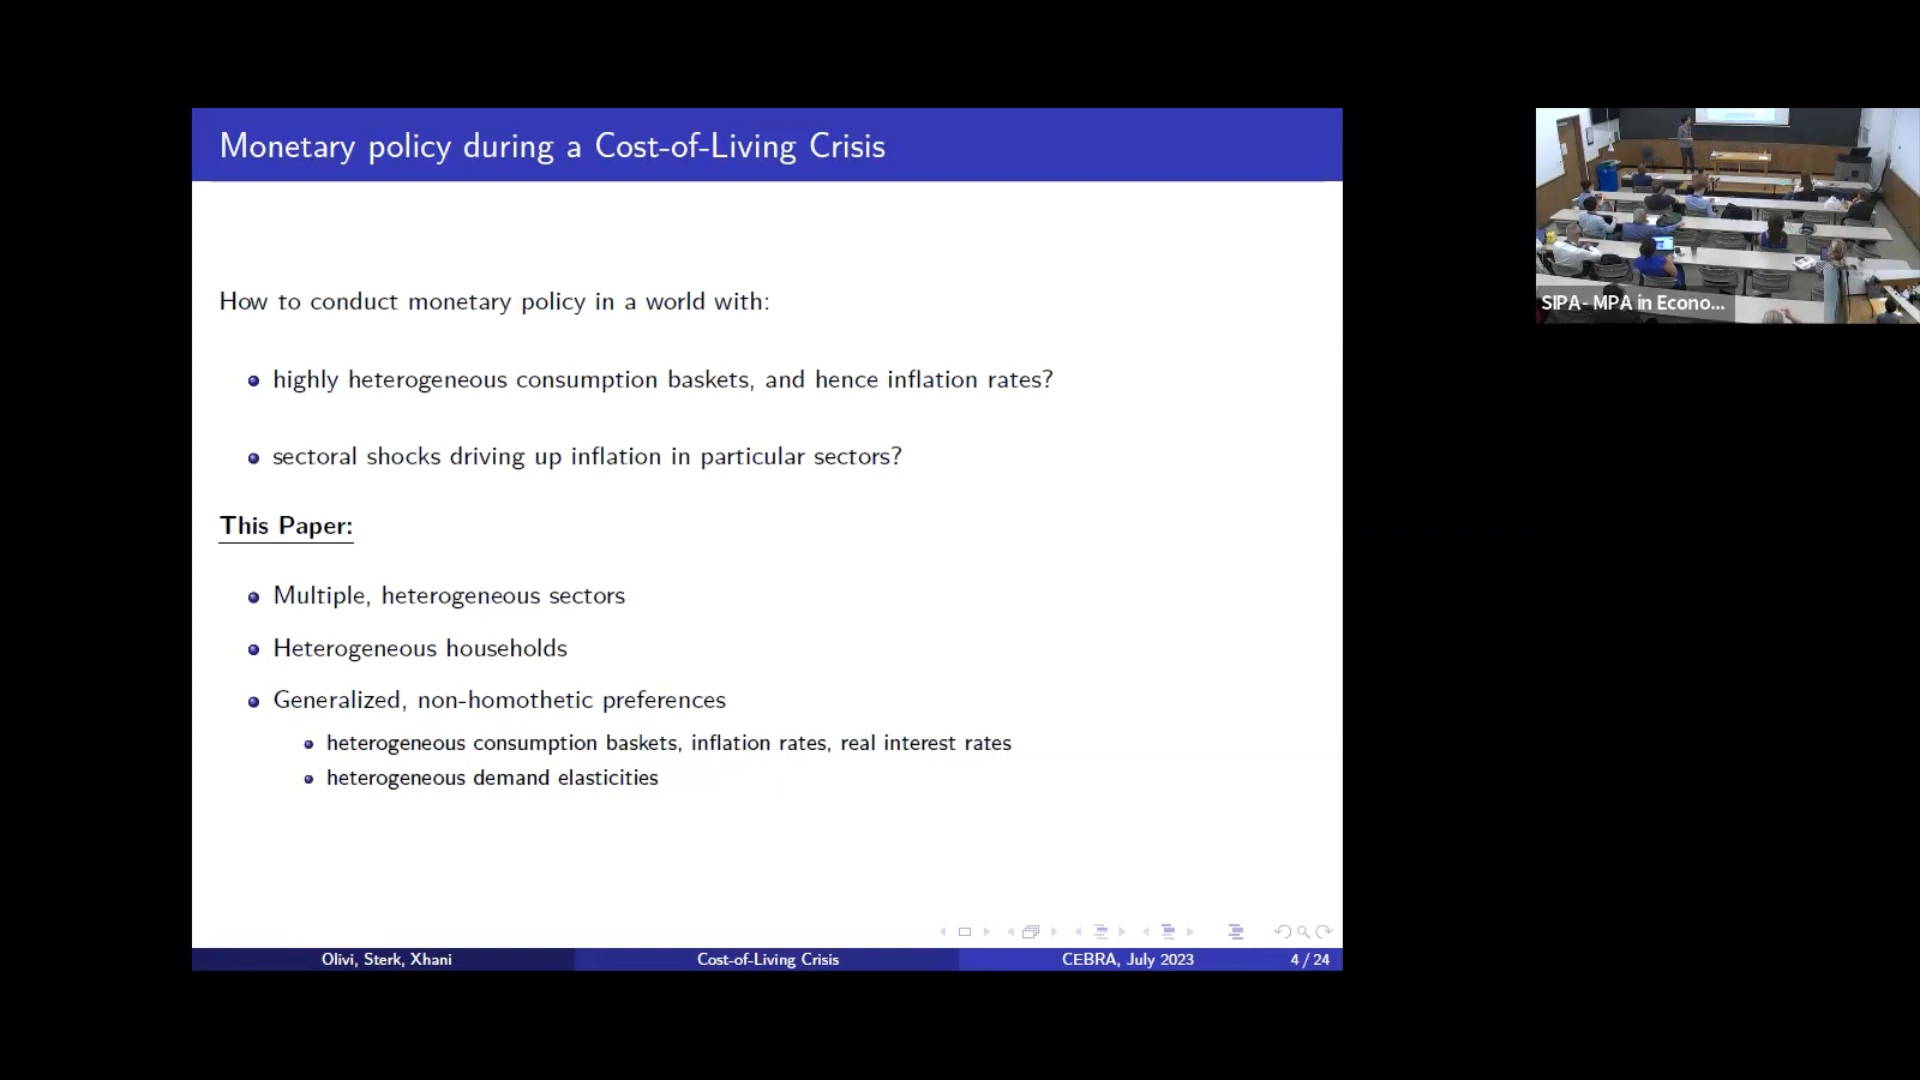 Monetary policy during a Cost-of-Living Crisis
How to conduct monetary policy in a world with:
highly heterogeneous consumption baskets, and hence inflation rates?
sectoral shocks driving up inflation in particular sectors?
This Paper:
Multiple, heterogeneous sectors
Heterogeneous households
Generalized, non-homothetic preferences
heterogeneous consumption baskets, inflation rates, real interest rates
heterogeneous demand elasticities
Olivi, Sterk, Xhani
Cost-of-Living Crisis
CEBRA, July 2023
4 / 24
SIPA- MPA in Econo...